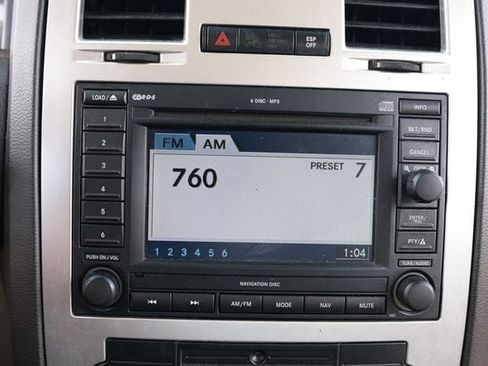 ESP
OFF
LOAD/
R·D·S
6 DISC · MP3
INFO
1
2
3
4
5
6
SET/RND
CANCEL
ENTER/
PTY/
FM AM
PRESET 7
760
1 2 3 4 5 6
1:04
PUSH ON/VOL
NAVIGATION DISC
TUNE/AUDIO
AM/FM
MODE
NAV
MUTE